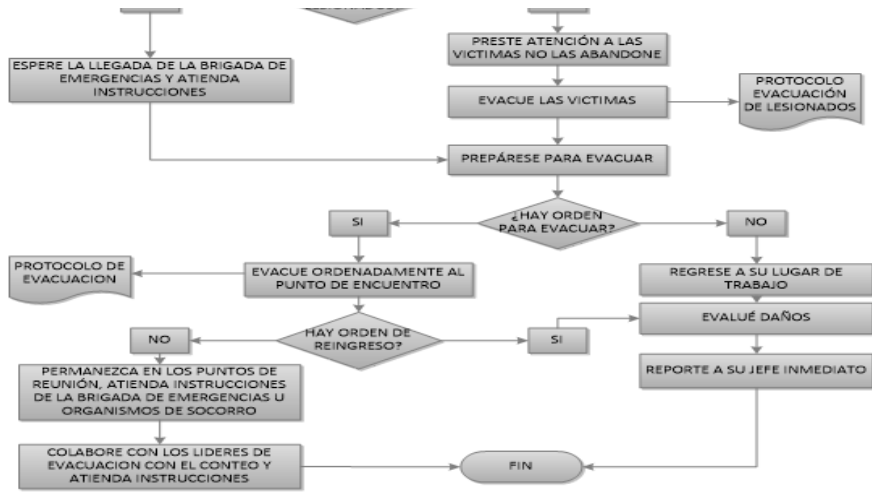 PRESTE ATENCIÓN A LAS
VICTIMAS NO LAS ABANDONE
ESPERE LA LLEGADA DE LA BRIGADA DE
EMERGENCIAS Y ATIENDA
INSTRUCCIONES
EVACUE LAS VICTIMAS
PROTOCOLO
EVACUACIÓN
DE LESIONADOS
PREPÁRESE PARA EVACUAR
¿HAY ORDEN
PARA EVACUAR?
SI
NO
PROTOCOLO DE
EVACUACION
EVACUE ORDENADAMENTE AL
PUNTO DE ENCUENTRO
REGRESE A SU LUGAR DE
TRABAJO
EVALUÉ DAÑOS
HAY ORDEN DE
REINGRESO?
NO
SI
PERMANEZCA EN LOS PUNTOS DE
REUNIÓN, ATIENDA INSTRUCCIONES
DE LA BRIGADA DE EMERGENCIAS U
ORGANISMOS DE SOCORRO
REPORTE A SU JEFE INMEDIATO
COLABORE CON LOS LIDERES DE
EVACUACION CON EL CONTEO Y
ATIENDA INSTRUCCIONES
FIN